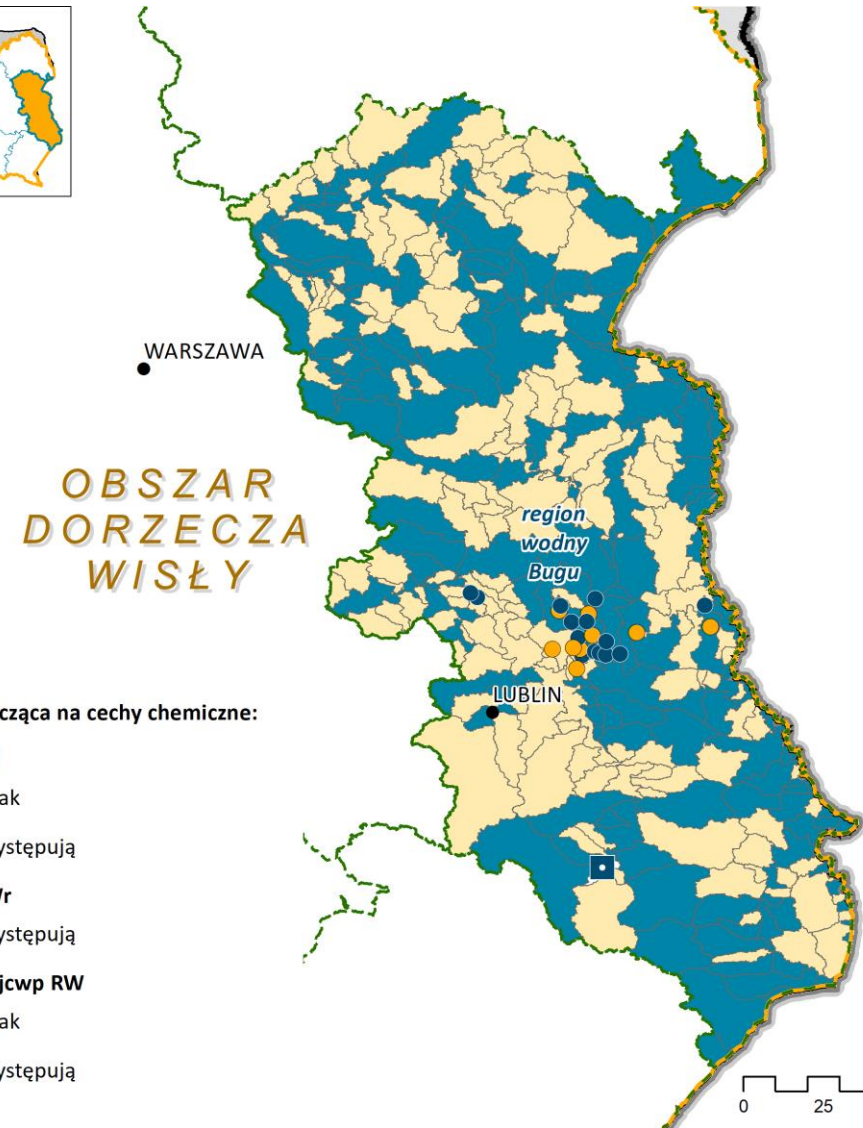 WARSZAWA
OBSZAR
DORZECZA
WISŁY
region
wodny
Bugu
LUBLIN
cząca na cechy chemiczne:
ak
ystępują
Vr
ystępują
jcwp RW
ak
ystępują
0 25